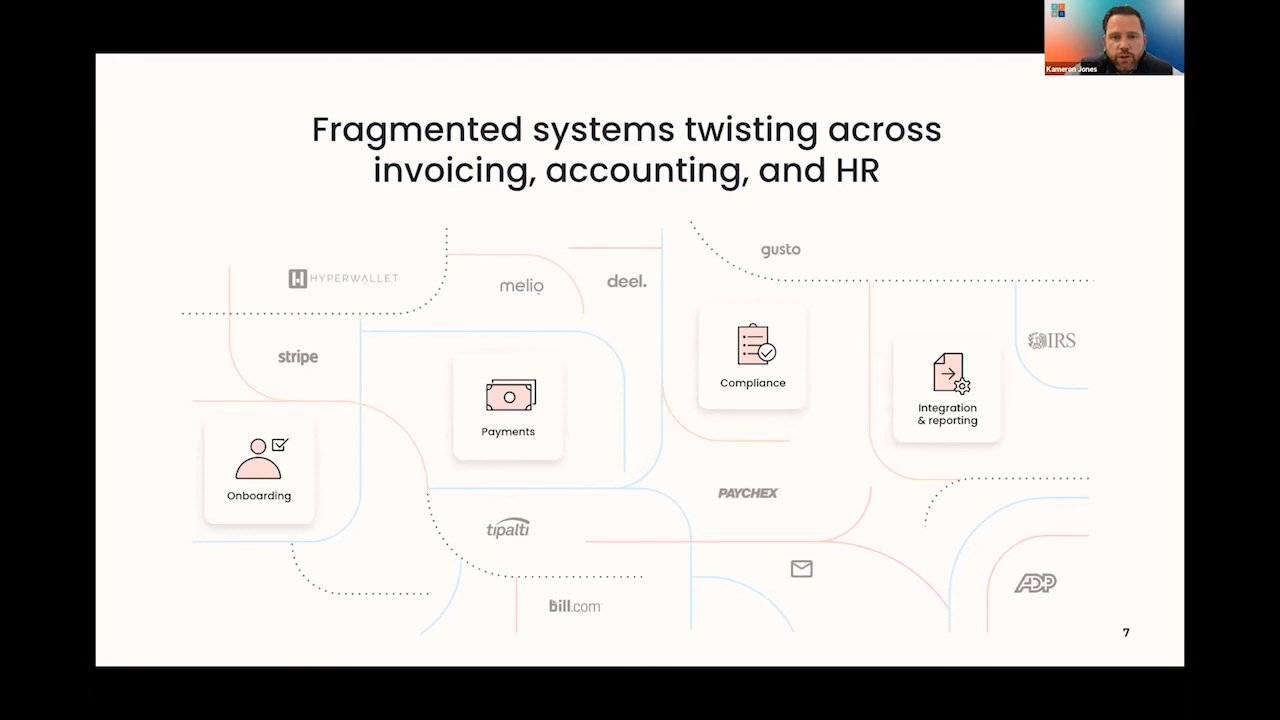 Kameron Jones
Fragmented systems twisting across
invoicing, accounting, and HR
HYPERWALLET
melio
deel.
gusto
stripe
IRS
Payments
Compliance
Integration
& reporting
Onboarding
tipalti
PAYCHEX
bill.com
ADP
7